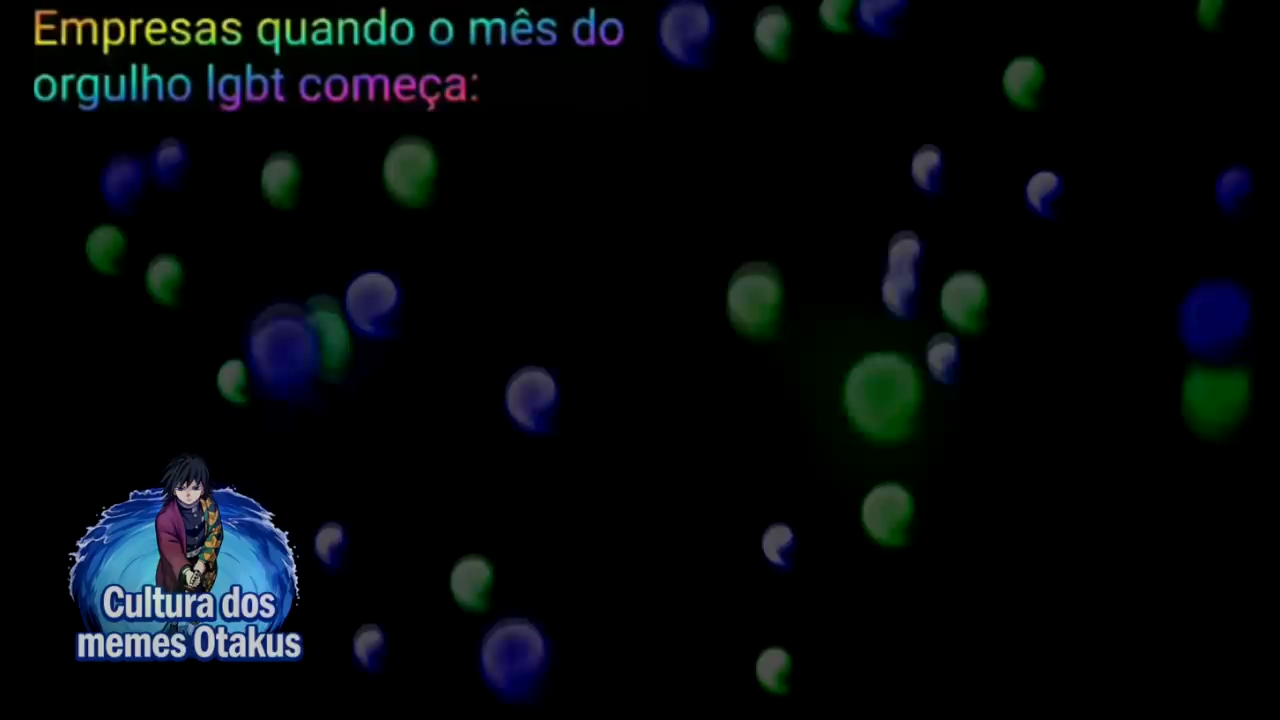 Empresas quando o mês do
orgulho lgbt começa:
Cultura dos
memes Otakus